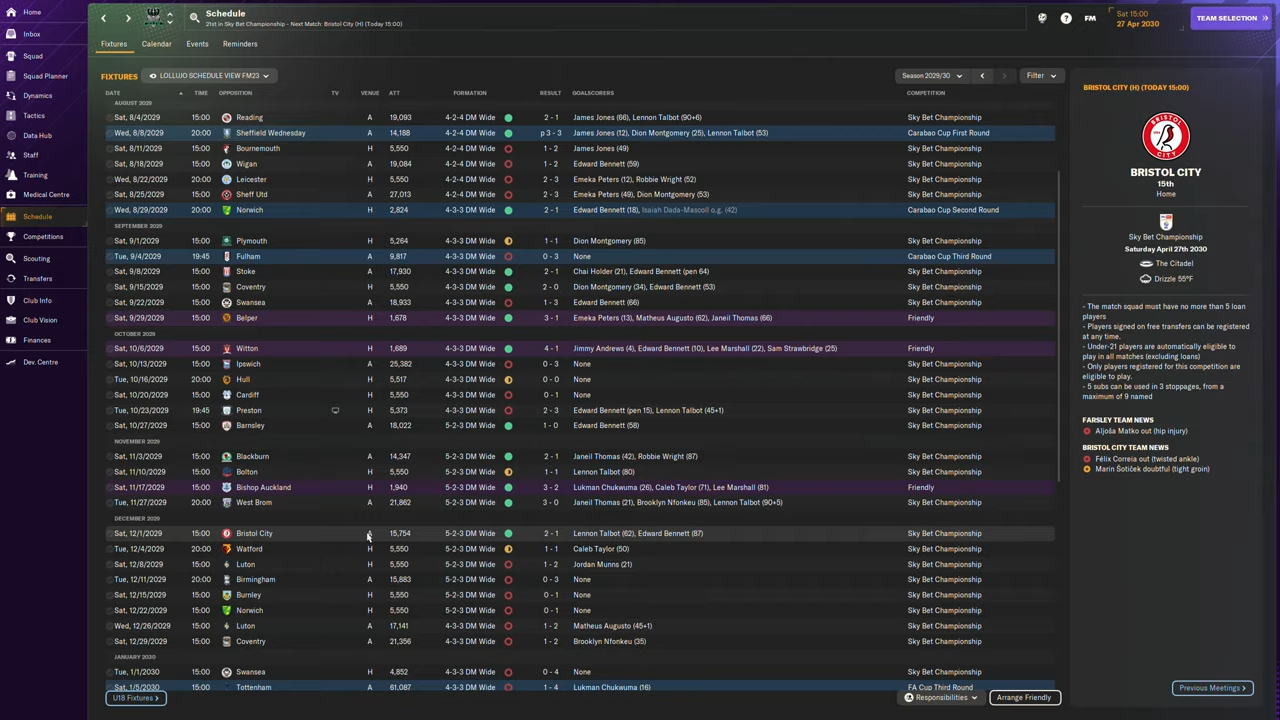 Home
Inbox
Squad
Squad Planner
Dynamics
Tactics
Data Hub
Staff
Training
Medical Centre
Schedule
Competitions
Scouting
Transfers
Club Info
Club Vision
Finances
Dev. Centre
Schedule
21st in Sky Bet Championship - Next Match: Bristol City (H) (Today 15:00)
FM
Sat 15:00
27 Apr 2030
TEAM SELECTION
Fixtures Calendar Events Reminders
FIXTURES LOLLUJO SCHEDULE VIEW FM23 Season 2029/30 Filter
DATE TIME OPPOSITION TV VENUE ATT FORMATION RESULT GOALSCORERS COMPETITION
AUGUST 2029
Sat, 8/4/2029 15:00 Reading A 19,093 4-2-4 DM Wide 2 - 1 James Jones (66), Lennon Talbot (90+6) Sky Bet Championship
Wed, 8/8/2029 20:00 Sheffield Wednesday A 14,188 4-2-4 DM Wide p 3 - 3 James Jones (12), Dion Montgomery (25), Lennon Talbot (53) Carabao Cup First Round
Sat, 8/11/2029 15:00 Bournemouth H 5,550 4-2-4 DM Wide 1 - 2 James Jones (49) Sky Bet Championship
Sat, 8/18/2029 15:00 Wigan A 19,084 4-2-4 DM Wide 1 - 2 Edward Bennett (59) Sky Bet Championship
Wed, 8/22/2029 20:00 Leicester H 5,550 4-2-4 DM Wide 2 - 3 Emeka Peters (12), Robbie Wright (52) Sky Bet Championship
Sat, 8/25/2029 15:00 Sheff Utd A 27,013 4-2-4 DM Wide 2 - 3 Emeka Peters (49), Dion Montgomery (53) Sky Bet Championship
Wed, 8/29/2029 20:00 Norwich H 2,824 4-3-3 DM Wide 2 - 1 Edward Bennett (18), Isaiah Dada-Mascoll o.g. (42) Carabao Cup Second Round
SEPTEMBER 2029
Sat, 9/1/2029 15:00 Plymouth H 5,264 4-3-3 DM Wide 1 - 1 Dion Montgomery (85) Sky Bet Championship
Tue, 9/4/2029 19:45 Fulham A 9,817 4-3-3 DM Wide 0 - 3 None Carabao Cup Third Round
Sat, 9/8/2029 15:00 Stoke A 17,930 4-3-3 DM Wide 2 - 1 Chai Holder (21), Edward Bennett (pen 64) Sky Bet Championship
Sat, 9/15/2029 15:00 Coventry H 5,550 4-3-3 DM Wide 2 - 0 Dion Montgomery (34), Edward Bennett (53) Sky Bet Championship
Sat, 9/22/2029 15:00 Swansea A 18,933 4-3-3 DM Wide 1 - 3 Edward Bennett (66) Sky Bet Championship
Sat, 9/29/2029 15:00 Belper H 1,678 4-3-3 DM Wide 3 - 1 Emeka Peters (13), Matheus Augusto (62), Janeil Thomas (66) Friendly
OCTOBER 2029
Sat, 10/6/2029 15:00 Witton H 1,689 4-3-3 DM Wide 4 - 1 Jimmy Andrews (4), Edward Bennett (10), Lee Marshall (22), Sam Strawbridge (25) Friendly
Sat, 10/13/2029 15:00 Ipswich A 25,382 4-3-3 DM Wide 0 - 3 None Sky Bet Championship
Tue, 10/16/2029 20:00 Hull H 5,517 4-3-3 DM Wide 0 - 0 None Sky Bet Championship
Sat, 10/20/2029 15:00 Cardiff H 5,550 4-3-3 DM Wide 0 - 1 None Sky Bet Championship
Tue, 10/23/2029 19:45 Preston H 5,373 4-3-3 DM Wide 2 - 3 Edward Bennett (pen 15), Lennon Talbot (45+1) Sky Bet Championship
Sat, 10/27/2029 15:00 Barnsley A 18,022 5-2-3 DM Wide 1 - 0 Edward Bennett (58) Sky Bet Championship
NOVEMBER 2029
Sat, 11/3/2029 15:00 Blackburn A 14,347 5-2-3 DM Wide 2 - 1 Janeil Thomas (42), Robbie Wright (87) Sky Bet Championship
Sat, 11/10/2029 15:00 Bolton H 5,550 5-2-3 DM Wide 1 - 1 Lennon Talbot (80) Sky Bet Championship
Sat, 11/17/2029 15:00 Bishop Auckland H 1,940 5-2-3 DM Wide 3 - 2 Lukman Chukwuma (26), Caleb Taylor (71), Lee Marshall (81) Friendly
Tue, 11/27/2029 20:00 West Brom A 21,862 5-2-3 DM Wide 3 - 0 Janeil Thomas (21), Brooklyn Nfonkeu (85), Lennon Talbot (90+5) Sky Bet Championship
DECEMBER 2029
Sat, 12/1/2029 15:00 Bristol City A 15,754 5-2-3 DM Wide 2 - 1 Lennon Talbot (62), Edward Bennett (87) Sky Bet Championship
Tue, 12/4/2029 20:00 Watford H 5,550 5-2-3 DM Wide 1 - 1 Caleb Taylor (50) Sky Bet Championship
Sat, 12/8/2029 15:00 Luton H 5,550 5-2-3 DM Wide 1 - 2 Jordan Munns (21) Sky Bet Championship
Tue, 12/11/2029 20:00 Birmingham A 15,883 5-2-3 DM Wide 0 - 3 None Sky Bet Championship
Sat, 12/15/2029 15:00 Burnley H 5,550 5-2-3 DM Wide 0 - 1 None Sky Bet Championship
Sat, 12/22/2029 15:00 Norwich H 5,550 5-2-3 DM Wide 0 - 1 None Sky Bet Championship
Wed, 12/26/2029 15:00 Luton A 17,141 4-3-3 DM Wide 1 - 2 Matheus Augusto (45+1) Sky Bet Championship
Sat, 12/29/2029 15:00 Coventry A 21,356 4-3-3 DM Wide 1 - 2 Brooklyn Nfonkeu (35) Sky Bet Championship
JANUARY 2030
Tue, 1/1/2030 15:00 Swansea H 4,852 4-3-3 DM Wide 0 - 4 None Sky Bet Championship
Sat, 1/5/2030 15:00 Tottenham A 61,087 4-3-3 DM Wide 1 - 4 Lukman Chukwuma (16) FA Cup Third Round
U18 Fixtures > Responsibilities Arrange Friendly
BRISTOL CITY (H) (TODAY 15:00)
BRISTOL CITY
15th
Home
Sky Bet Championship
Saturday April 27th 2030
The Citadel
Drizzle 55°F
- The match squad must have no more than 5 loan
players
- Players signed on free transfers can be registered
at any time.
- Under-21 players are automatically eligible to
play in all matches (excluding loans)
- Only players registered for this competition are
eligible to play.
- 5 subs can be used in 3 stoppages, from a
maximum of 9 named
FARSLEY TEAM NEWS
Aljoša Matko out (hip injury)
BRISTOL CITY TEAM NEWS
Félix Correia out (twisted ankle)
Marin Šotiček doubtful (tight groin)
Previous Meetings >